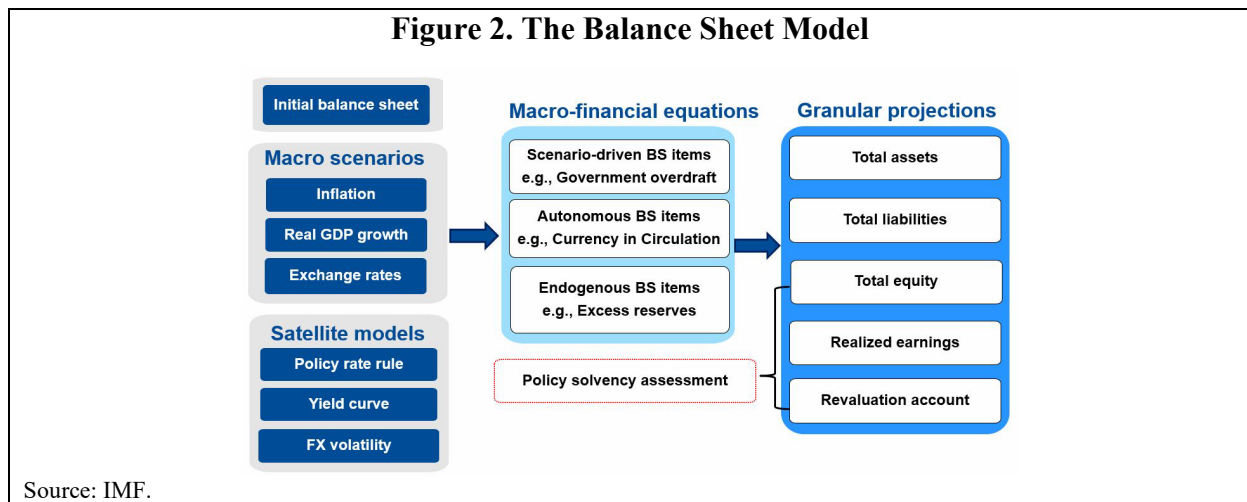 Figure 2. The Balance Sheet Model
Initial balance sheet
Macro scenarios
Inflation
Real GDP growth
Exchange rates
Satellite models
Policy rate rule
Yield curve
FX volatility
Macro-financial equations
Scenario-driven BS items
e.g., Government overdraft
Autonomous BS items
e.g., Currency in Circulation
Endogenous BS items
e.g., Excess reserves
Policy solvency assessment
Granular projections
Total assets
Total liabilities
Total equity
Realized earnings
Revaluation account
Source: IMF.